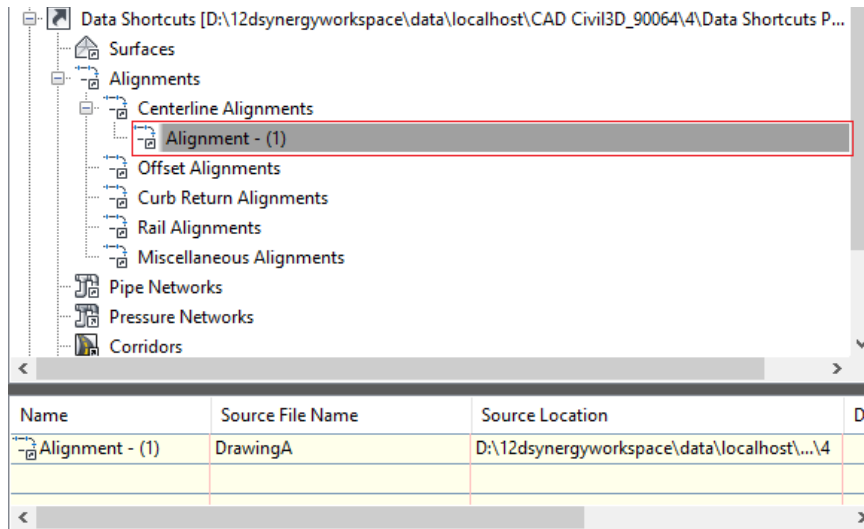 Data Shortcuts [D:\12dsynergyworkspace\data\localhost\CAD Civil3D_90064\4\Data Shortcuts P...
Surfaces
Alignments
Centerline Alignments
Alignment - (1)
Offset Alignments
Curb Return Alignments
Rail Alignments
Miscellaneous Alignments
Pipe Networks
Pressure Networks
Corridors
Name Source File Name Source Location D
Alignment - (1) DrawingA D:\12dsynergyworkspace\data\localhost\...\4